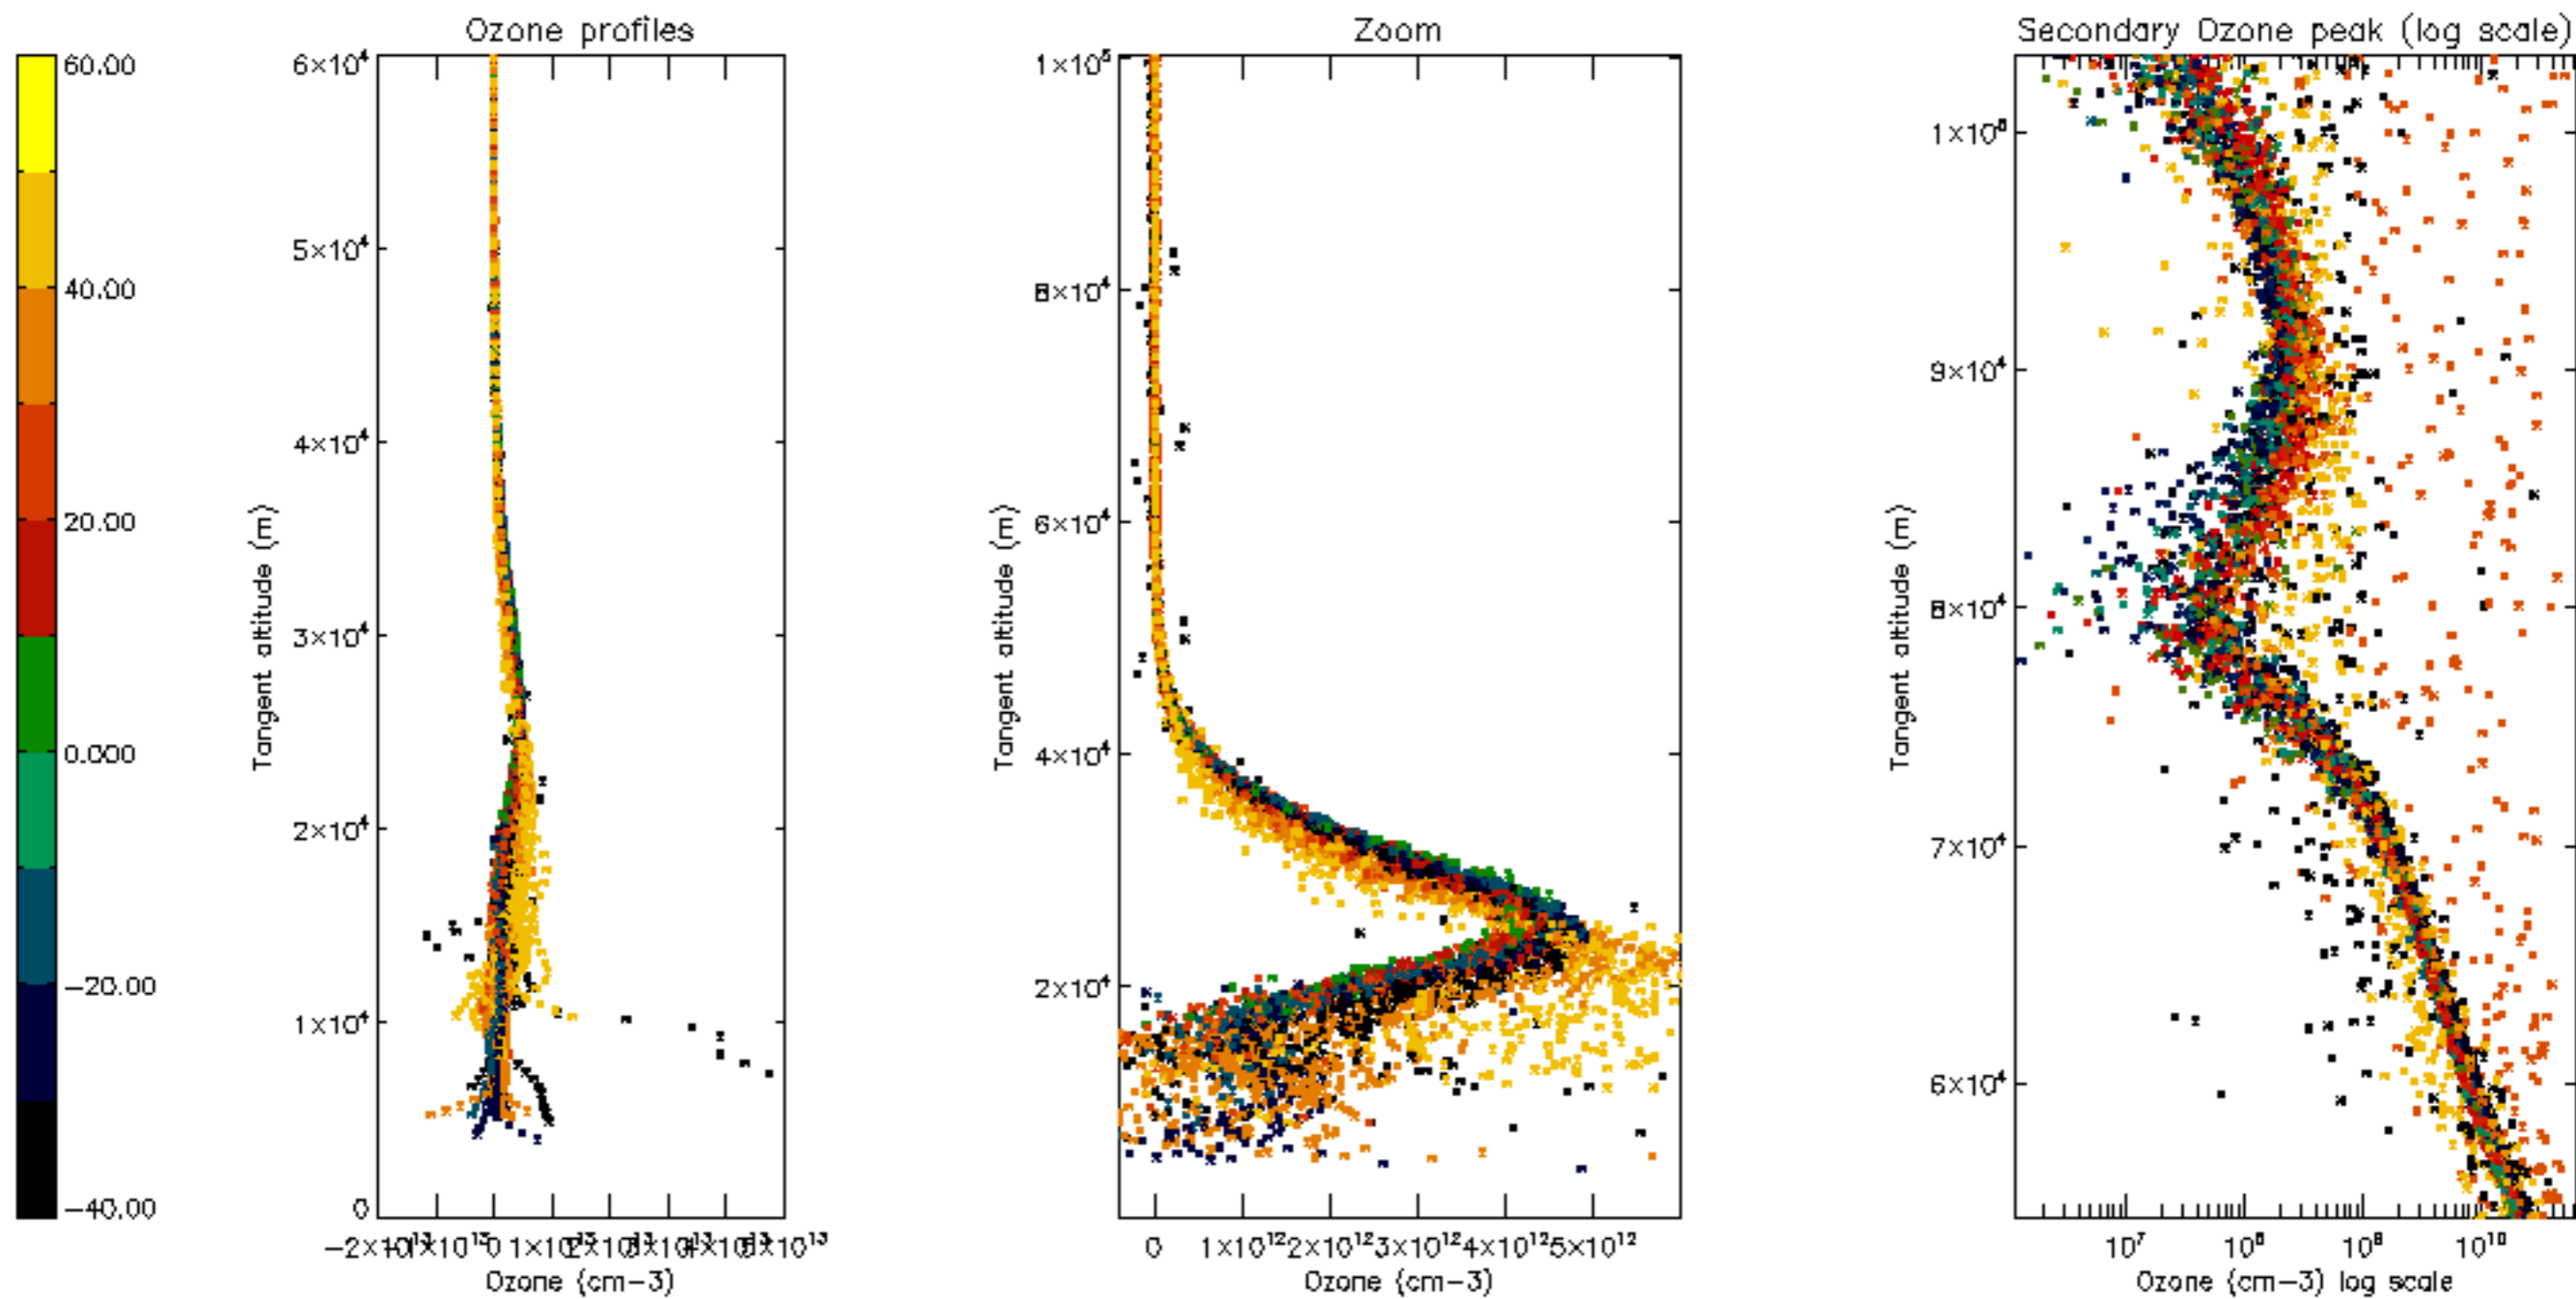 Ozone profiles
Zoom
Secondary Ozone peak (log scale)
60.00
40.00
20.00
0.000
−20.00
−40.00
6×10⁴
5×10⁴
4×10⁴
3×10⁴
2×10⁴
1×10⁴
0
Tangent altitude (m)
Ozone (cm−3)
1×10⁵
8×10⁴
6×10⁴
4×10⁴
2×10⁴
Tangent altitude (m)
0 1×10¹² 2×10¹² 3×10¹² 4×10¹² 5×10¹²
Ozone (cm−3)
9×10⁴
8×10⁴
7×10⁴
6×10⁴
Tangent altitude (m)
10⁷ 10⁸ 10⁹ 10¹⁰
Ozone (cm−3) log scale